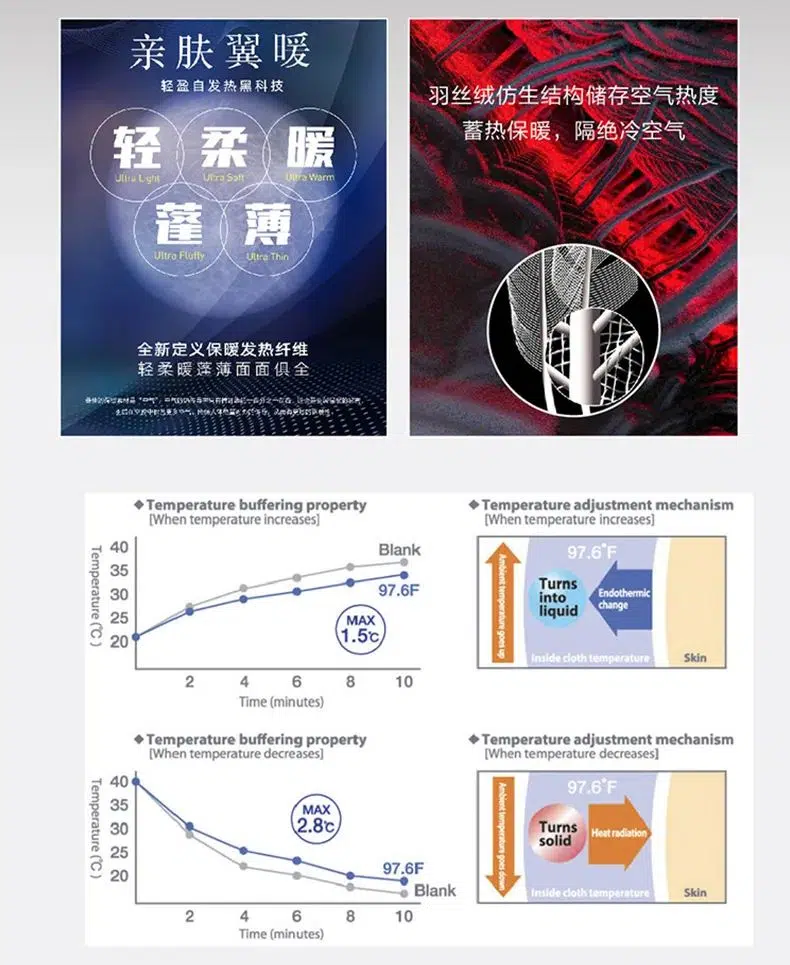 亲肤翼暖
轻盈自发热黑科技
轻 柔 暖
Ultra Light Ultra Soft Ultra Warm
蓬 薄
Ultra Fluffy Ultra Thin
全新定义保暖发热纤维
轻柔暖蓬薄面面俱全
羽丝绒仿生结构储存空气热度
蓄热保暖，隔绝冷空气
◆Temperature buffering property
[When temperature increases]
Temperature (℃)
40
35
30
25
20
Blank
97.6F
MAX
1.5℃
2 4 6 8 10
Time (minutes)
◆Temperature adjustment mechanism
[When temperature increases]
Ambient temperature goes up
97.6°F
Turns
into
liquid
Endothermic
change
Inside cloth temperature
Skin
◆Temperature buffering property
[When temperature decreases]
Temperature (℃)
40
35
30
25
20
MAX
2.8℃
97.6F
Blank
2 4 6 8 10
Time (minutes)
◆Temperature adjustment mechanism
[When temperature decreases]
Ambient temperature goes down
97.6°F
Turns
solid
Heat radiation
Inside cloth temperature
Skin